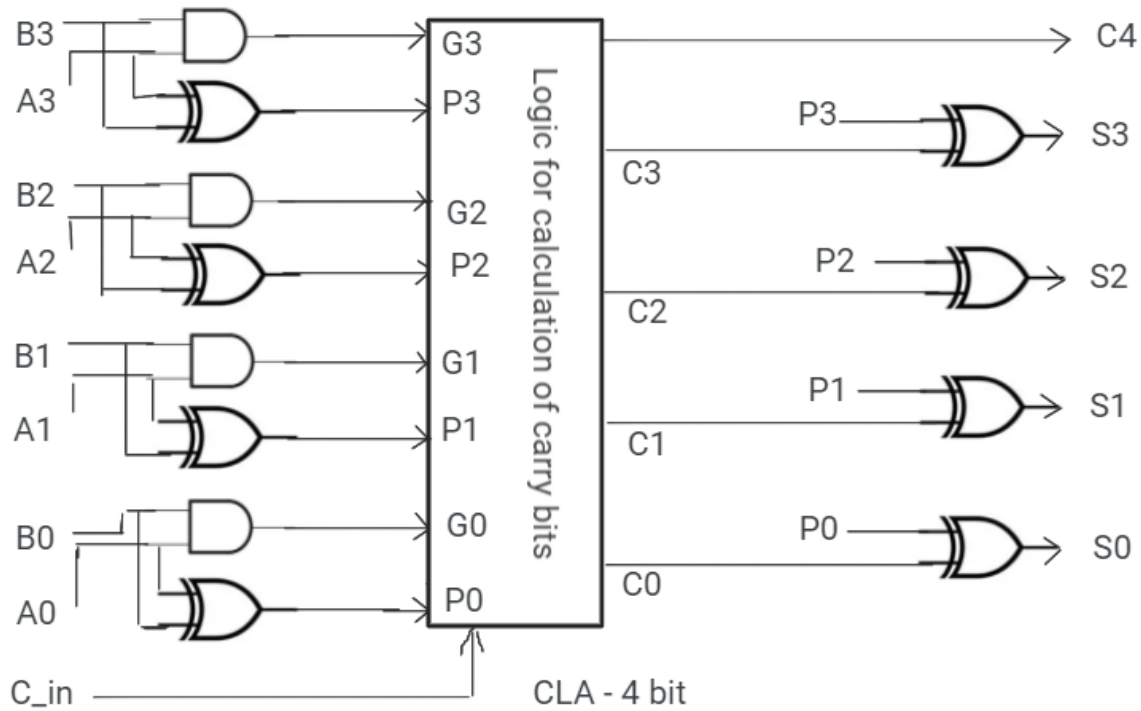 B3
G3
C4
A3
P3
P3
S3
C3
B2
G2
A2
P2
P2
S2
C2
Logic for calculation of carry bits
B1
G1
A1
P1
P1
S1
C1
B0
G0
P0
S0
A0
P0
C0
C_in
CLA - 4 bit